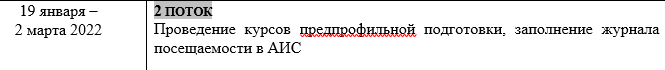 19 января –
2 марта 2022
2 ПОТОК
Проведение курсов предпрофильной подготовки, заполнение журнала
посещаемости в АИС